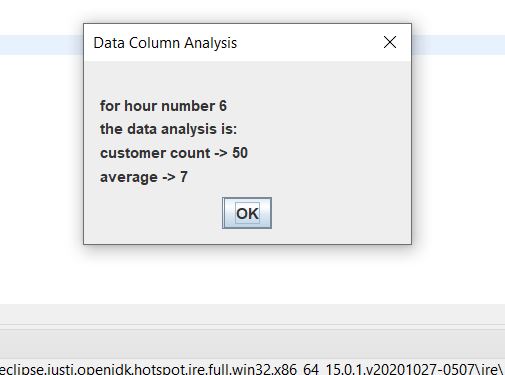 Data Column Analysis
for hour number 6
the data analysis is:
customer count -> 50
average -> 7
OK
eclipse.justj.openjdk.hotspot.jre.full.win32.x86_64_15.0.1.v20201027-0507\jre\